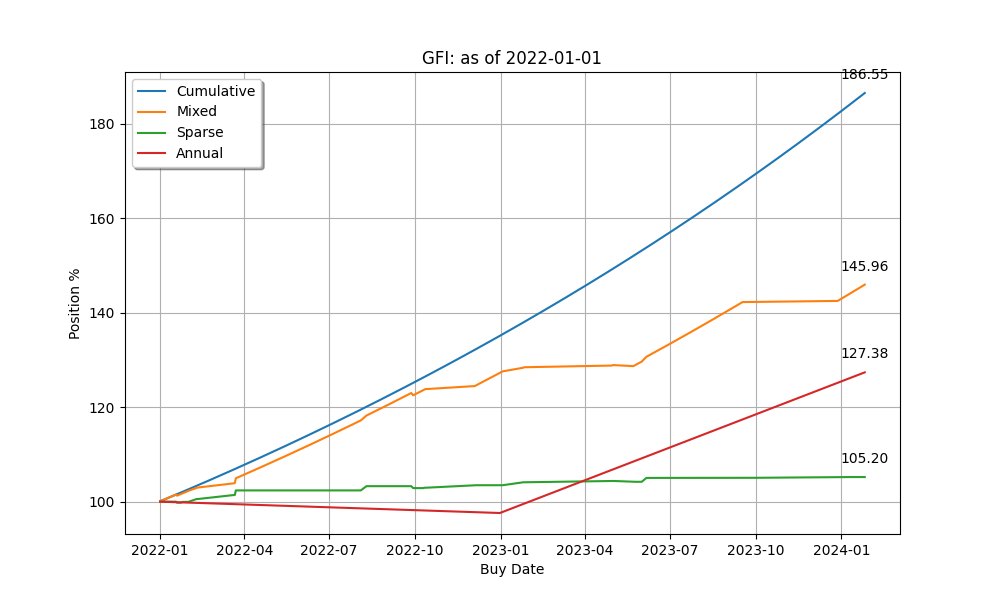 GFI: as of 2022-01-01
186.55
Cumulative
Mixed
Sparse
Annual
180
160
145.96
140
127.38
120
105.20
100
Position %
2022-01 2022-04 2022-07 2022-10 2023-01 2023-04 2023-07 2023-10 2024-01
Buy Date